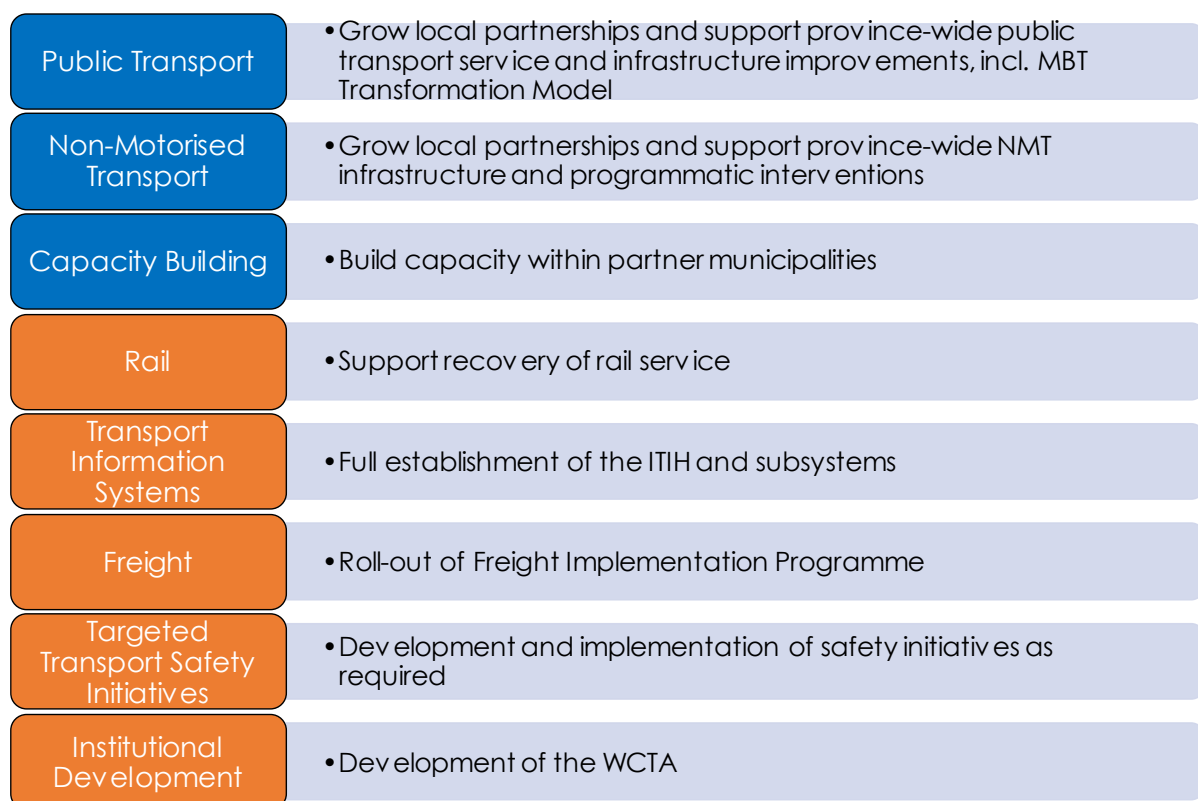 Public Transport
•Grow local partnerships and support province-wide public
transport service and infrastructure improvements, incl. MBT
Transformation Model
Non-Motorised
Transport
•Grow local partnerships and support province-wide NMT
infrastructure and programmatic interventions
Capacity Building
•Build capacity within partner municipalities
Rail
•Support recovery of rail service
Transport
Information
Systems
•Full establishment of the ITIH and subsystems
Freight
•Roll-out of Freight Implementation Programme
Targeted
Transport Safety
Initiatives
•Development and implementation of safety initiatives as
required
Institutional
Development
•Development of the WCTA